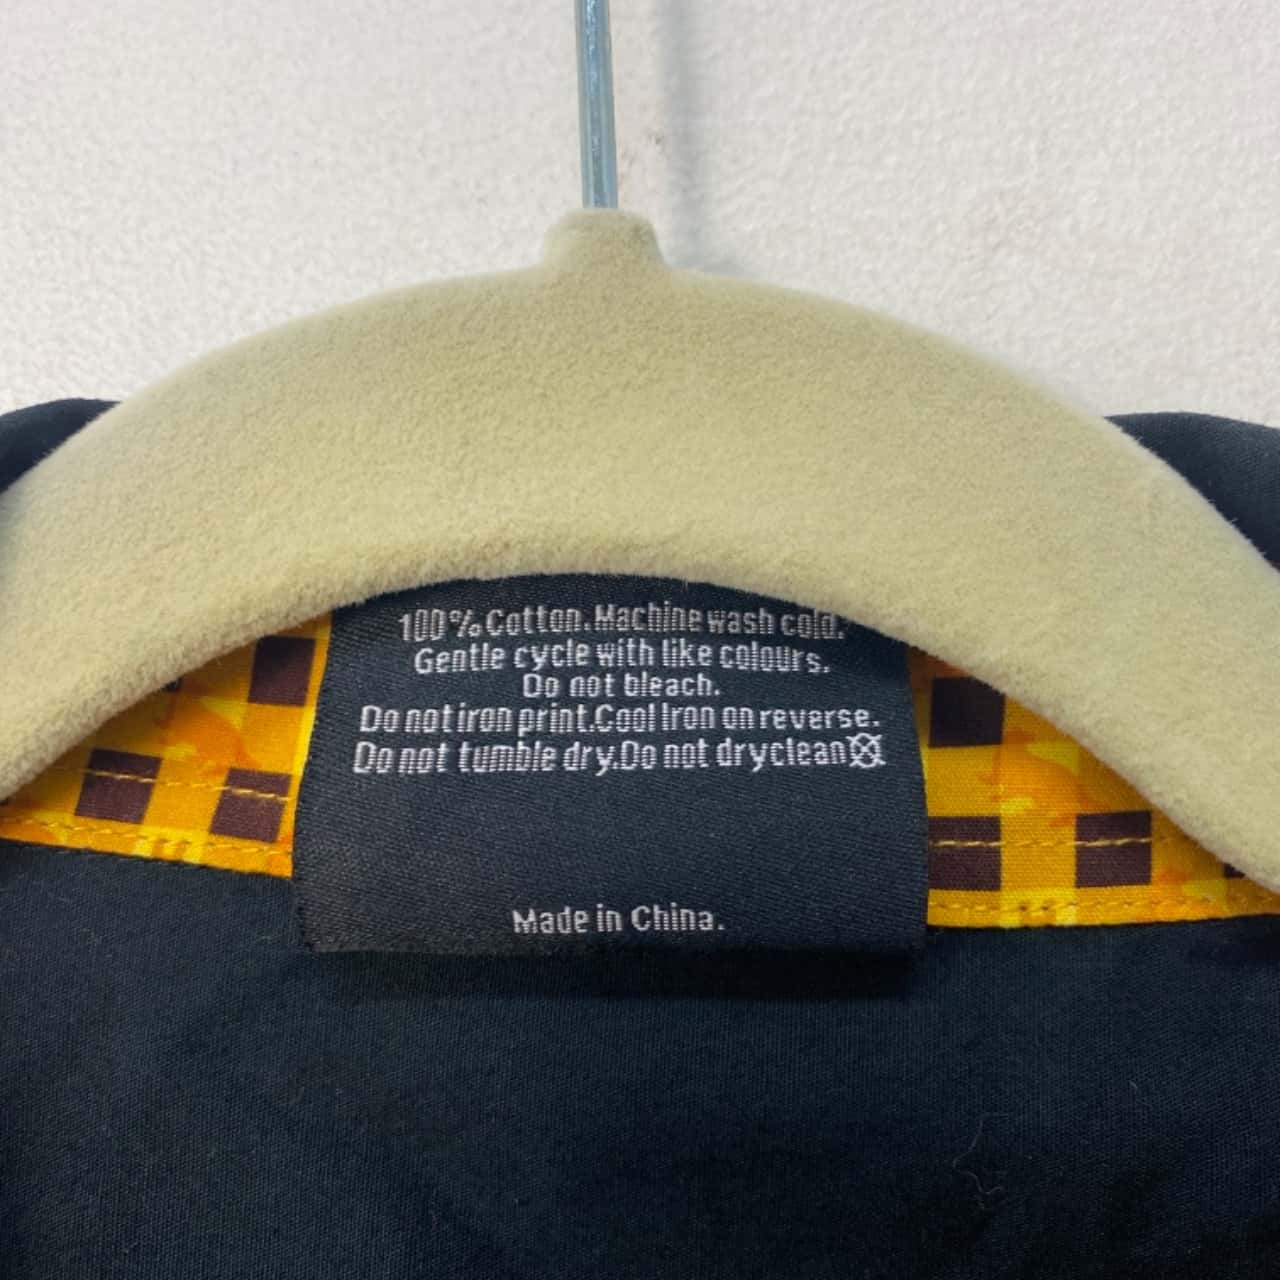 100% Cotton. Machine wash cold.
Gentle cycle with like colours.
Do not bleach.
Do not iron print.Cool Iron on reverse.
Do not tumble dry.Do not dryclean
Made in China.